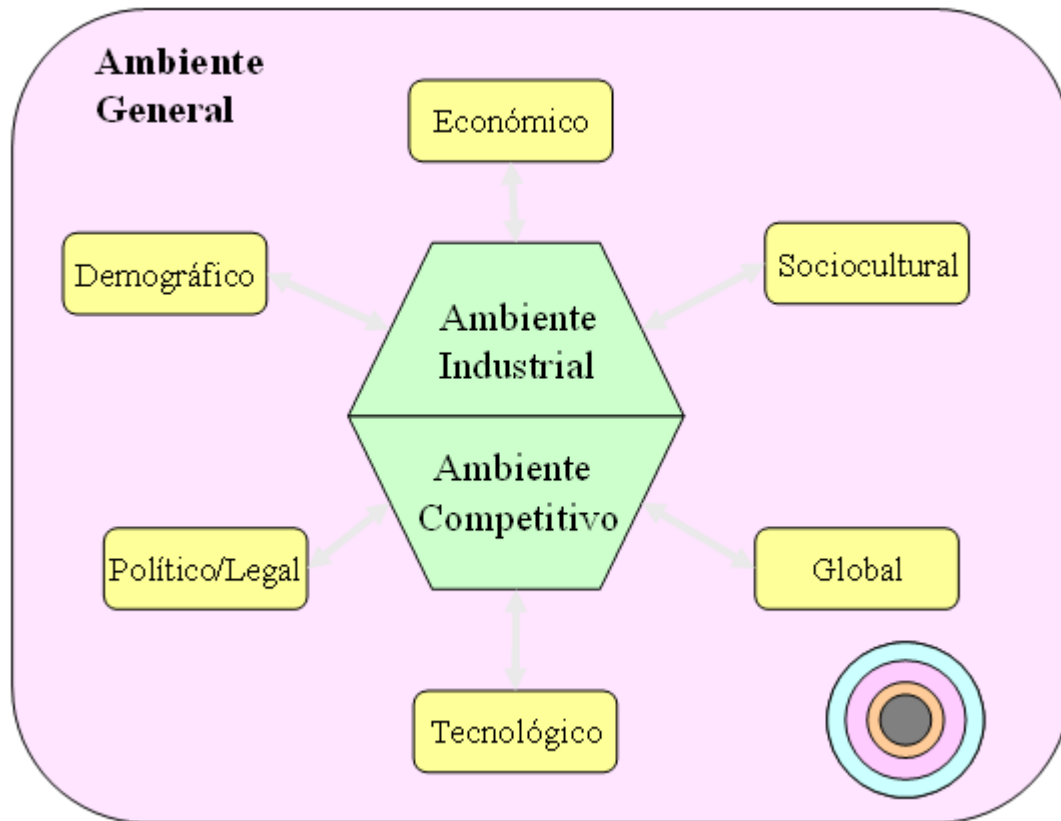 Ambiente
General
Económico
Demográfico
Sociocultural
Ambiente
Industrial
Ambiente
Competitivo
Político/Legal
Global
Tecnológico